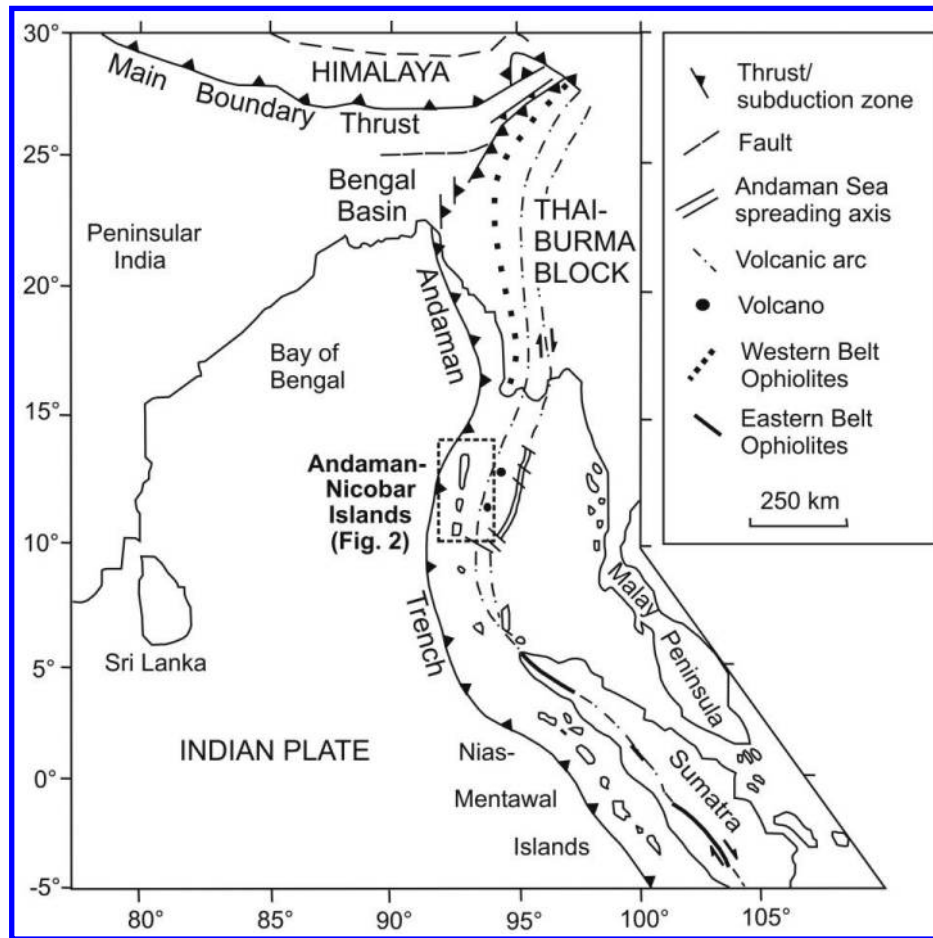 30°
25°
20°
15°
10°
5°
0°
-5°
80°
85°
90°
95°
100°
105°
HIMALAYA
Main
Boundary
Thrust
Bengal
Basin
Peninsular
India
THAI-
BURMA
BLOCK
Andaman
Bay of
Bengal
Andaman-
Nicobar
Islands
(Fig. 2)
Trench
Malay
Peninsula
Sri Lanka
INDIAN PLATE
Nias-
Mentawal
Islands
Sumatra
Thrust/
subduction zone
Fault
Andaman Sea
spreading axis
Volcanic arc
Volcano
Western Belt
Ophiolites
Eastern Belt
Ophiolites
250 km